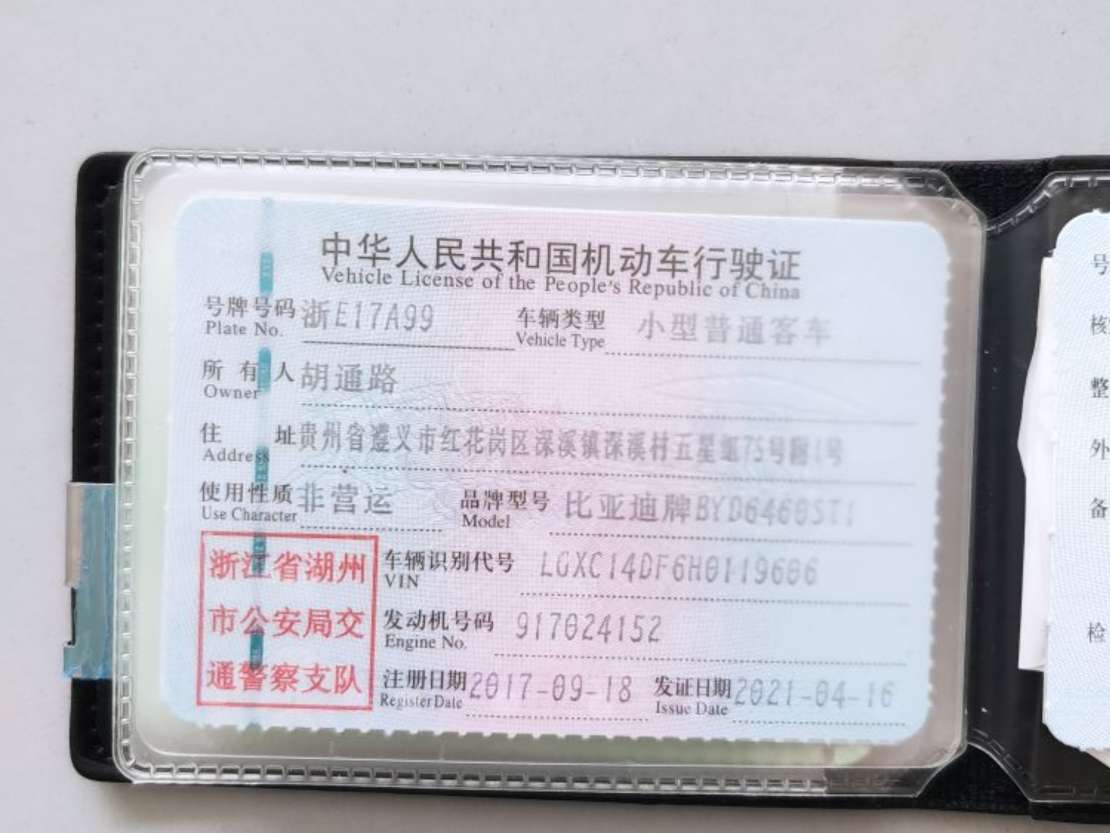 中华人民共和国机动车行驶证
Vehicle License of the People's Republic of China
号牌号码 浙E17A99 车辆类型 小型普通客车
Plate No. Vehicle Type
所有人 胡通路
Owner
住址 贵州省遵义市红花岗区深溪镇深溪村五星组75号附1号
Address
使用性质 非营运 品牌型号 比亚迪牌BYD6460ST1
Use Character Model
浙江省湖州 车辆识别代号 LGXC14DF6H0119606
VIN
市公安局交 发动机号码 917024152
Engine No.
通警察支队 注册日期 2017-09-18 发证日期 2021-04-16
Register Date Issue Date
号
核
整
外
备
检